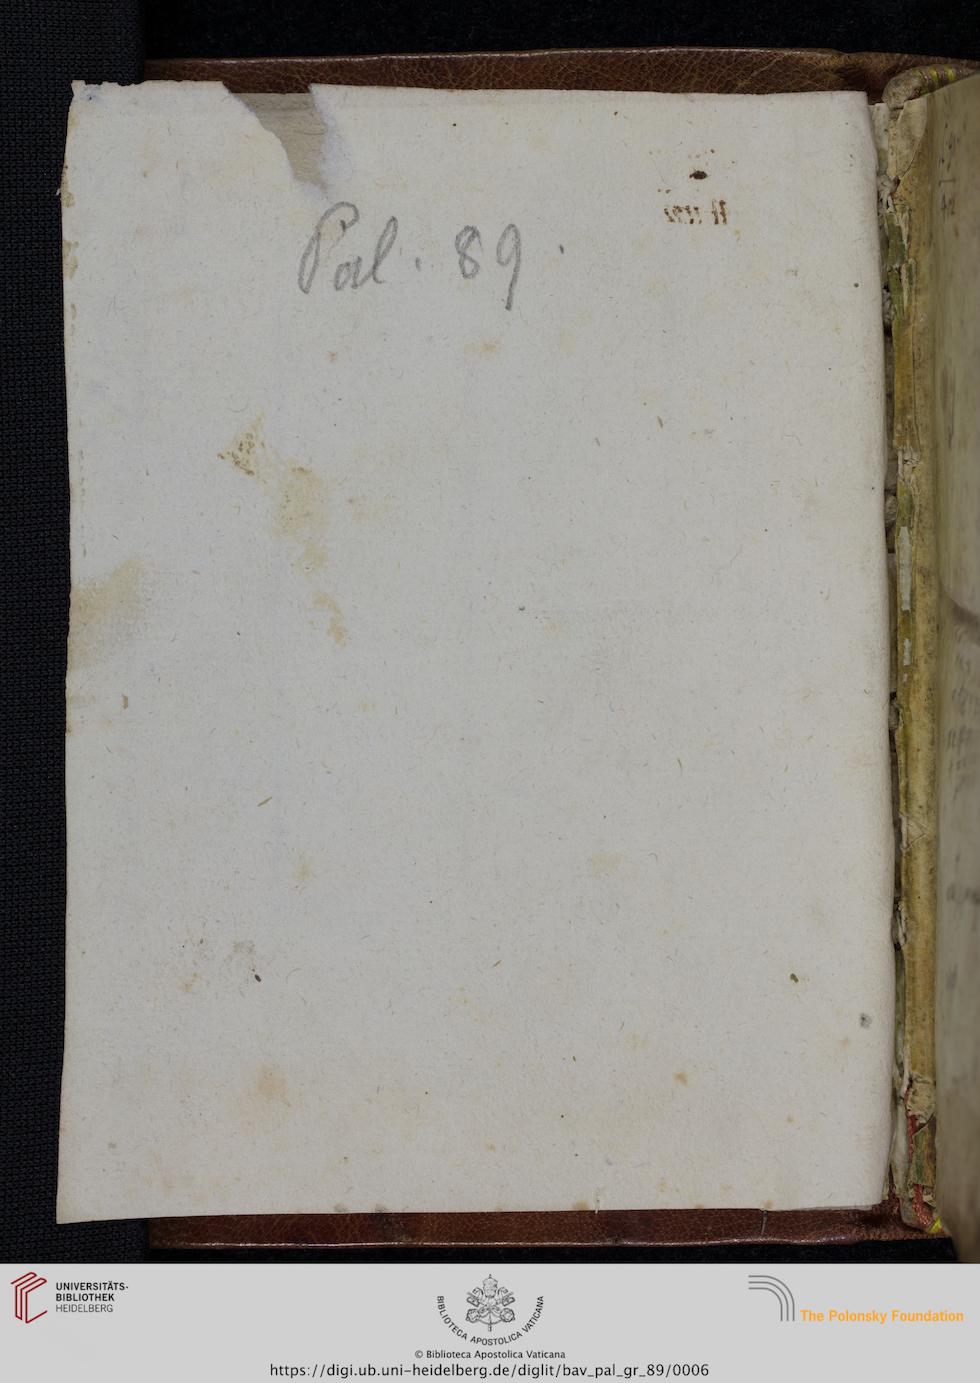 Pal. 89.
UNIVERSITÄTS-
BIBLIOTHEK
HEIDELBERG
BIBLIOTECA APOSTOLICA VATICANA
© Biblioteca Apostolica Vaticana
The Polonsky Foundation
https://digi.ub.uni-heidelberg.de/diglit/bav_pal_gr_89/0006